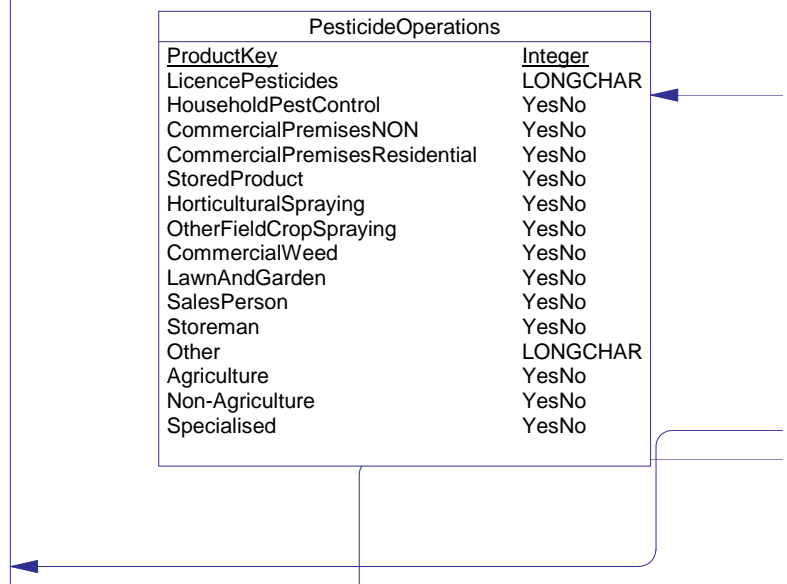 PesticideOperations
ProductKey Integer
LicencePesticides LONGCHAR
HouseholdPestControl YesNo
CommercialPremisesNON YesNo
CommercialPremisesResidential YesNo
StoredProduct YesNo
HorticulturalSpraying YesNo
OtherFieldCropSpraying YesNo
CommercialWeed YesNo
LawnAndGarden YesNo
SalesPerson YesNo
Storeman YesNo
Other LONGCHAR
Agriculture YesNo
Non-Agriculture YesNo
Specialised YesNo